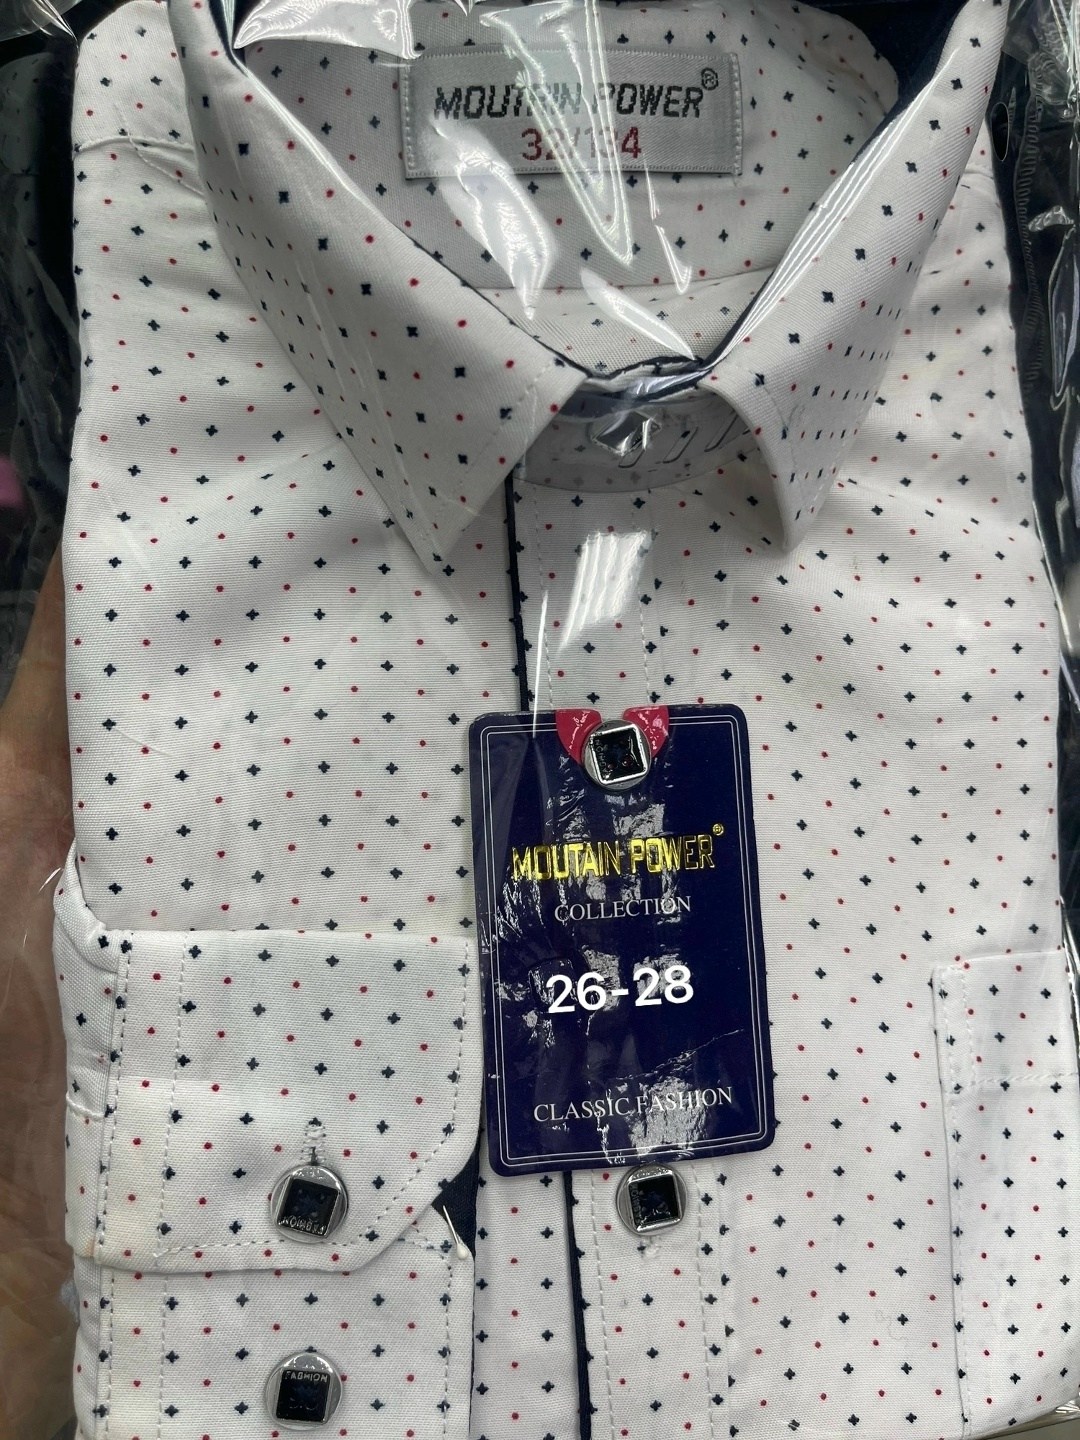 MOUTAIN POWER®
32/134
MOUTAIN POWER®
COLLECTION
26-28
CLASSIC FASHION
FASHION